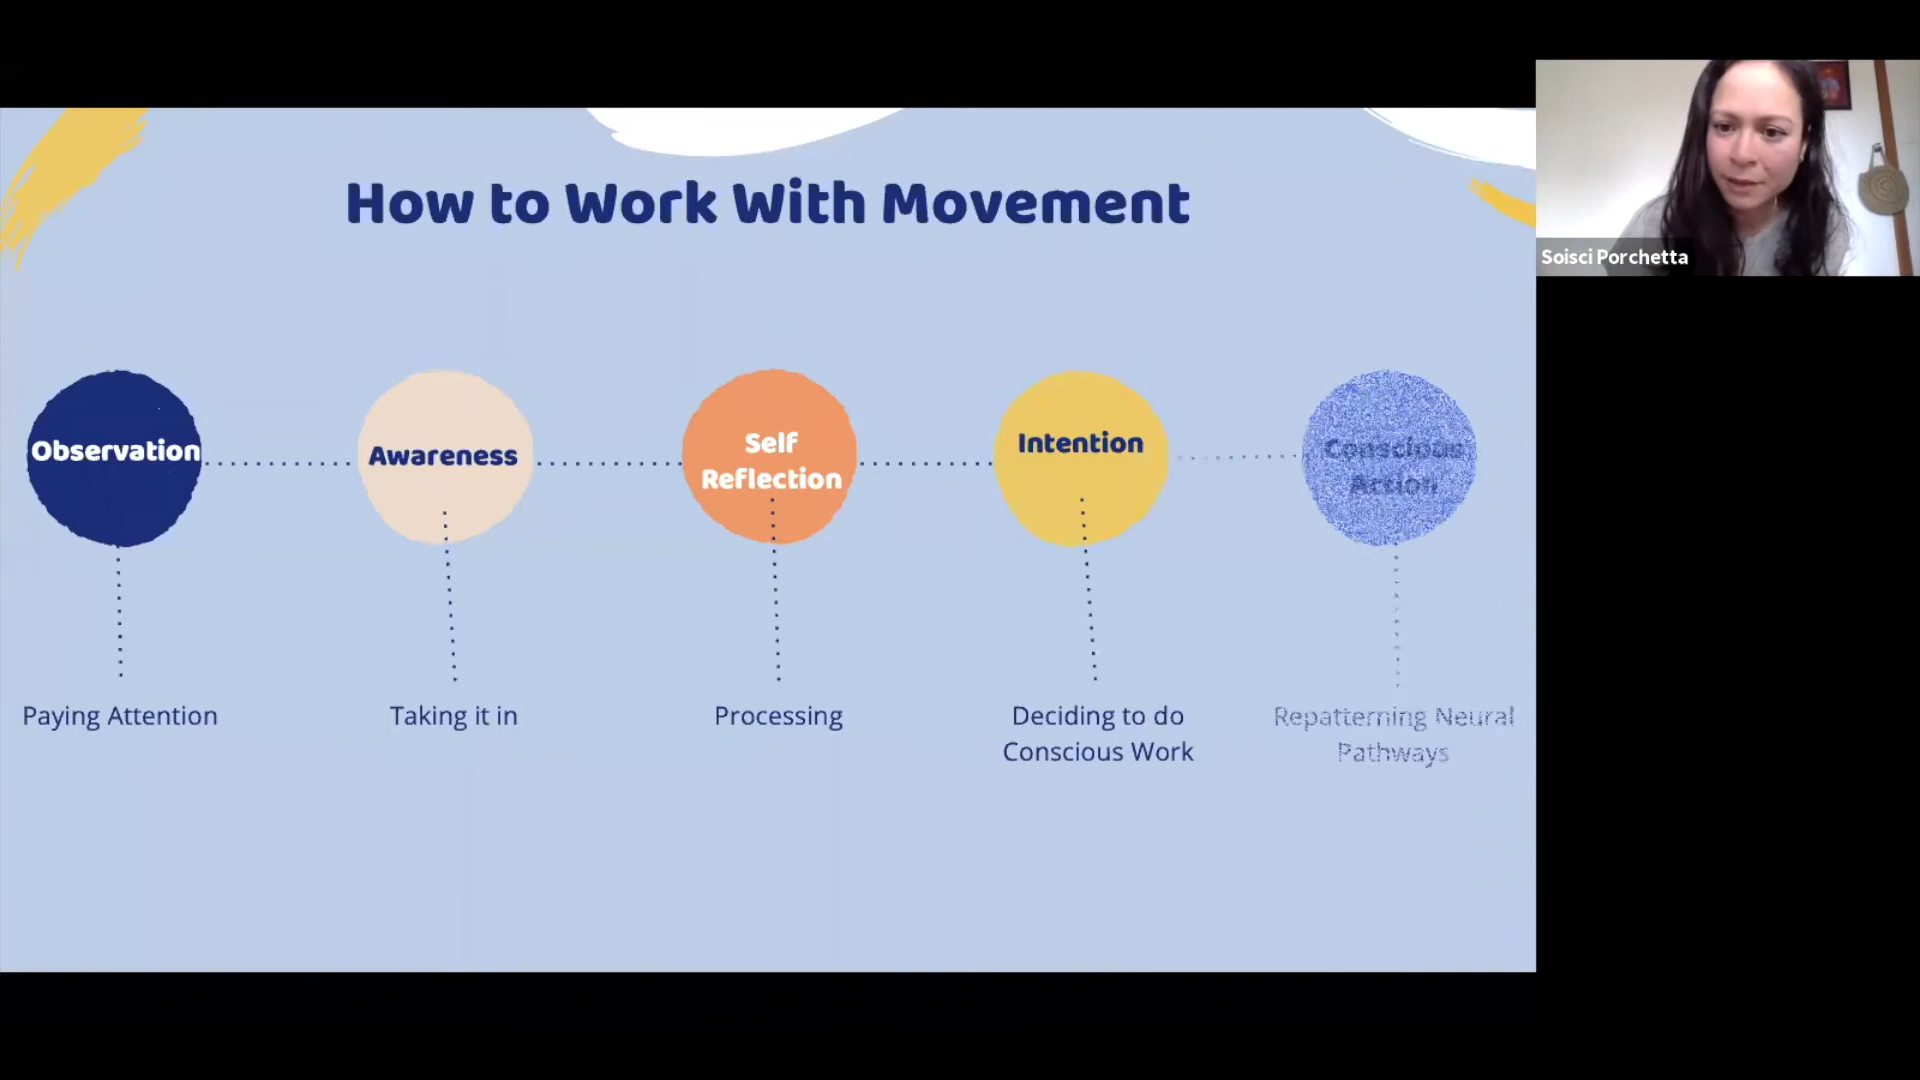 How to Work With Movement
Soisci Porchetta
Observation
Awareness
Self
Reflection
Intention
Conscious
Action
Paying Attention
Taking it in
Processing
Deciding to do
Conscious Work
Repatterning Neural
Pathways